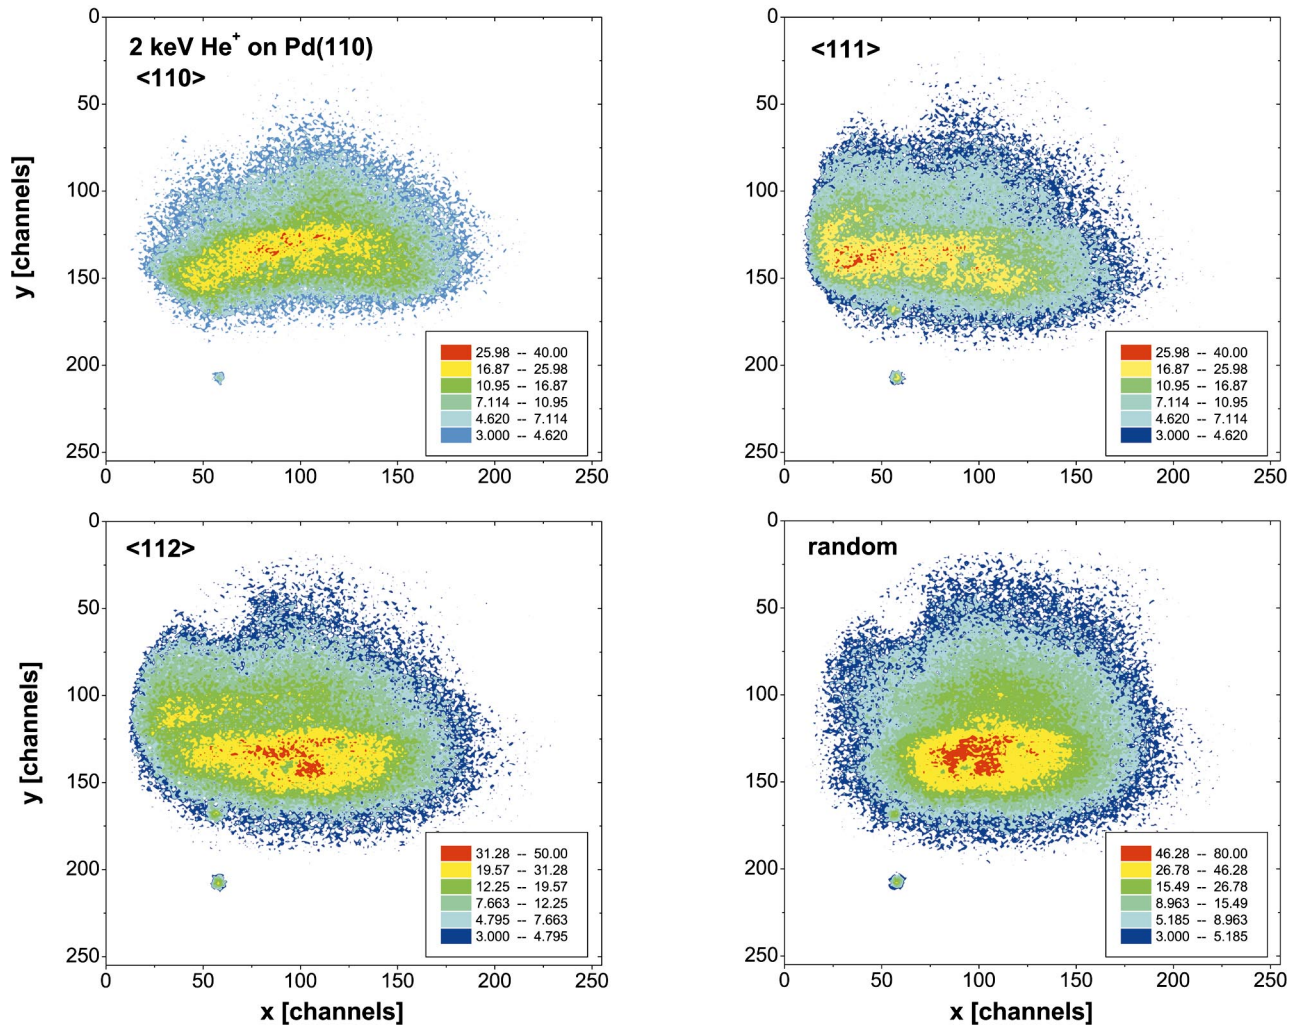 2 keV He⁺ on Pd(110)
<110>
0
50
100
150
200
250
y [channels]
0 50 100 150 200 250
25.98 -- 40.00
16.87 -- 25.98
10.95 -- 16.87
7.114 -- 10.95
4.620 -- 7.114
3.000 -- 4.620
<111>
0
50
100
150
200
250
0 50 100 150 200 250
25.98 -- 40.00
16.87 -- 25.98
10.95 -- 16.87
7.114 -- 10.95
4.620 -- 7.114
3.000 -- 4.620
<112>
0
50
100
150
200
250
y [channels]
0 50 100 150 200 250
x [channels]
31.28 -- 50.00
19.57 -- 31.28
12.25 -- 19.57
7.663 -- 12.25
4.795 -- 7.663
3.000 -- 4.795
random
0
50
100
150
200
250
0 50 100 150 200 250
x [channels]
46.28 -- 80.00
26.78 -- 46.28
15.49 -- 26.78
8.963 -- 15.49
5.185 -- 8.963
3.000 -- 5.185